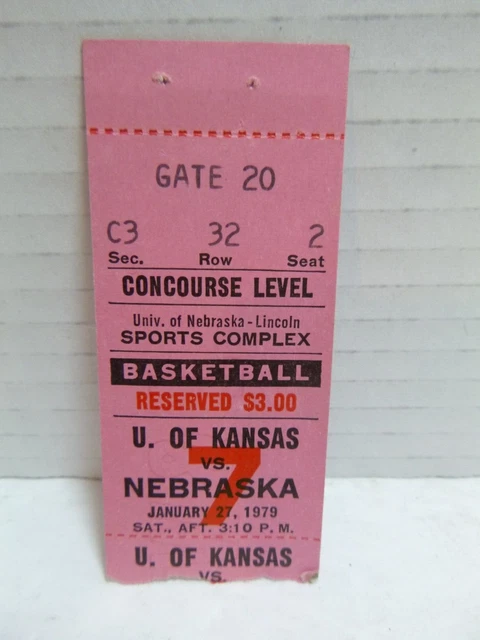 GATE 20
C3 32 2
Sec. Row Seat
CONCOURSE LEVEL
Univ. of Nebraska - Lincoln
SPORTS COMPLEX
BASKETBALL
RESERVED $3.00
U. OF KANSAS
VS.
7
NEBRASKA
JANUARY 27, 1979
SAT., AFT. 3:10 P.M.
U. OF KANSAS
VS.